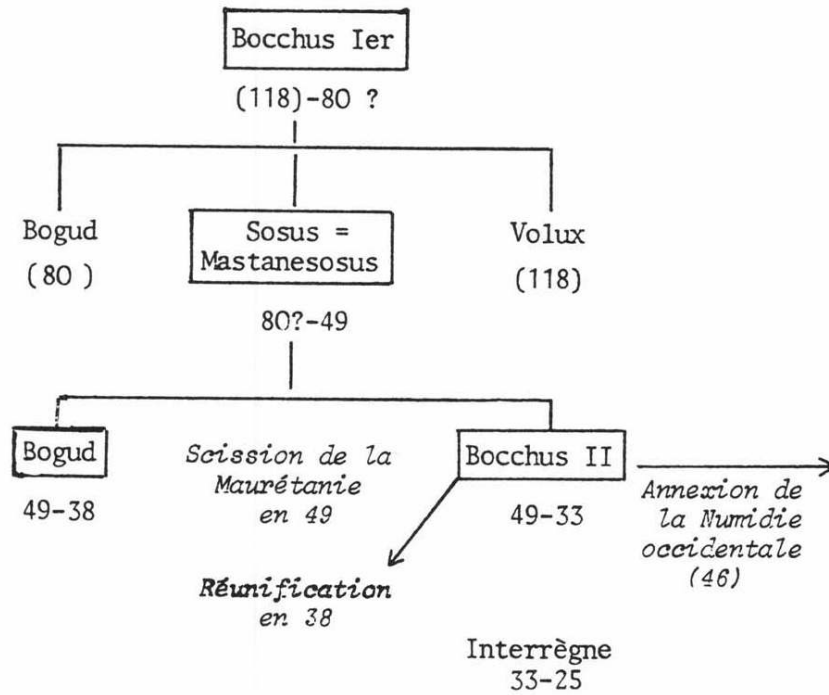 Bocchus Ier
(118)-80 ?
Bogud
(80 )
Sosus =
Mastanesosus
80?-49
Volux
(118)
Bogud
49-38
Scission de la
Maurétanie
en 49
Bocchus II
49-33
Annexion de
la Numidie
occidentale
(46)
Réunification
en 38
Interrègne
33-25